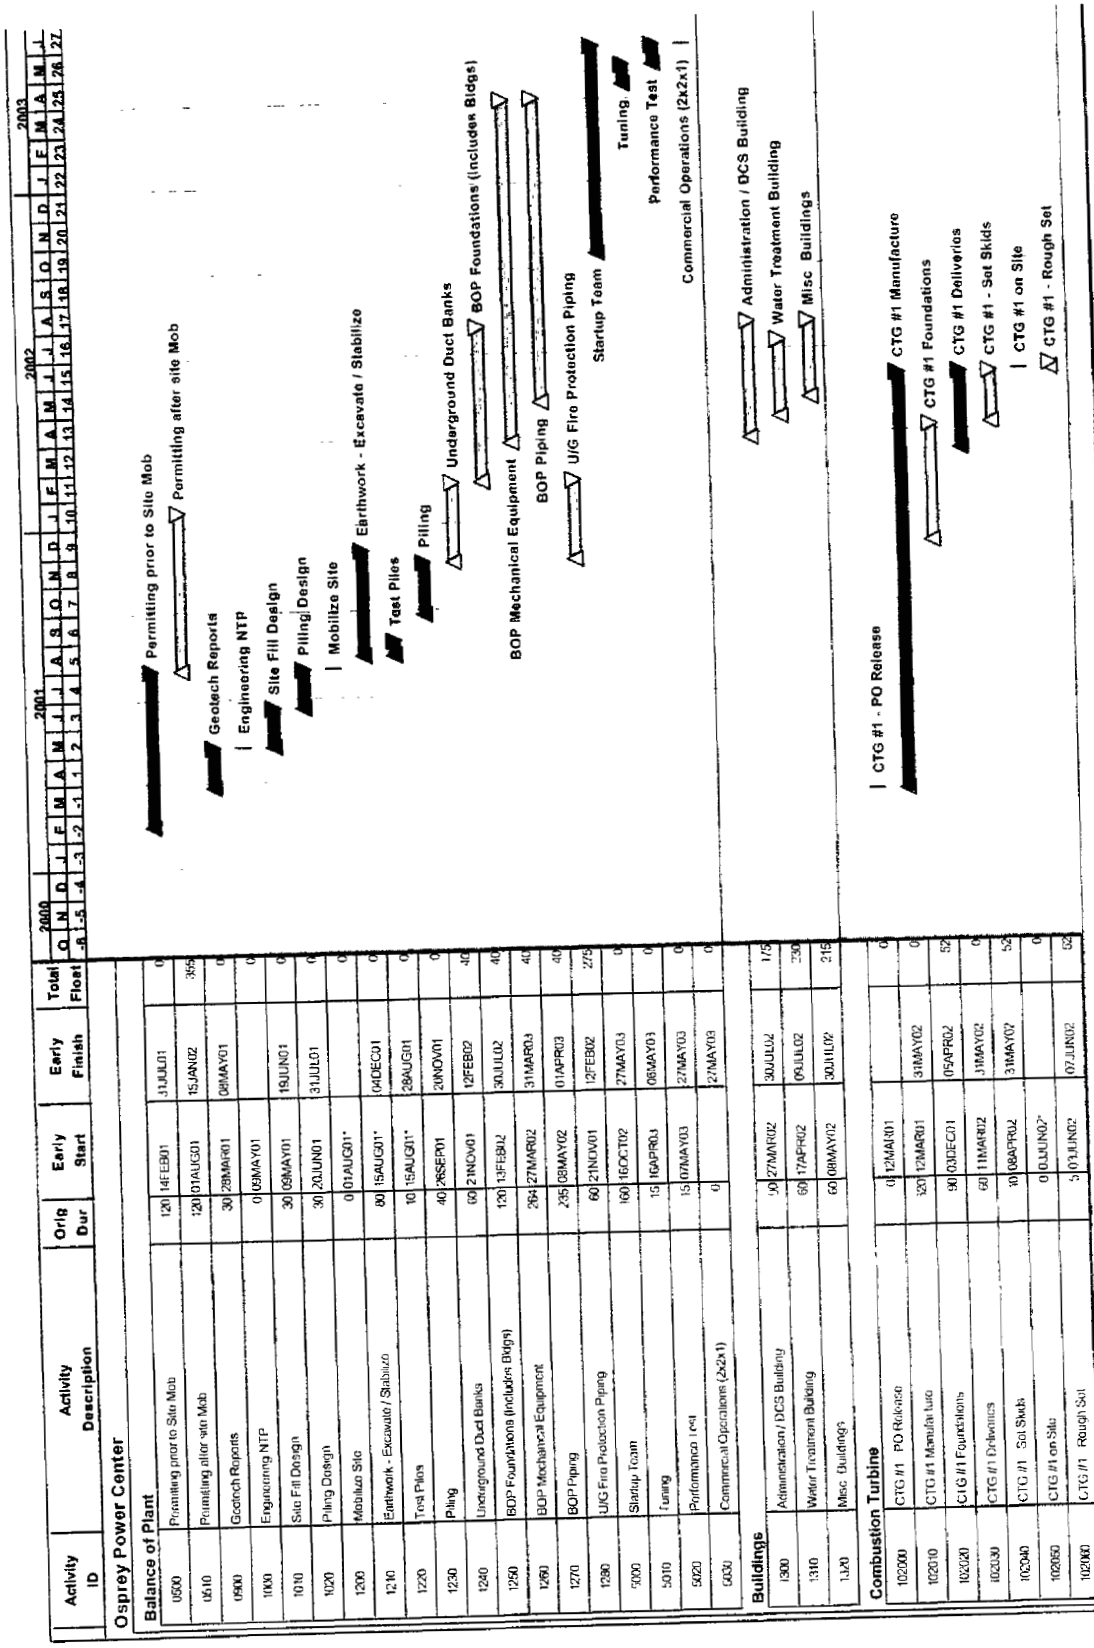 Activity ID Activity Description Orig Dur Early Start Early Finish Total Float
2000 2001 2002 2003
O N D J F M A M J J A S O N D J F M A M J J A S O N D J F M A M J
-6 -5 -4 -3 -2 -1 1 2 3 4 5 6 7 8 9 10 11 12 13 14 15 16 17 18 19 20 21 22 23 24 25 26 27
Osprey Power Center
Balance of Plant
0500 Permitting prior to Site Mob 120 14FEB01 31JUL01 0 Permitting prior to Site Mob
0510 Permitting after site Mob 120 01AUG01 15JAN02 355 Permitting after site Mob
0900 Geotech Reports 30 28MAR01 08MAY01 0 Geotech Reports
1000 Engineering NTP 0 09MAY01 0 Engineering NTP
1010 Site Fill Design 30 09MAY01 19JUN01 0 Site Fill Design
1020 Piling Design 30 20JUN01 31JUL01 0 Piling Design
1200 Mobilize Site 0 01AUG01* 0 Mobilize Site
1210 Earthwork - Excavate / Stabilize 80 15AUG01* 04DEC01 0 Earthwork - Excavate / Stabilize
1220 Test Piles 10 15AUG01* 28AUG01 0 Test Piles
1230 Piling 40 26SEP01 20NOV01 0 Piling
1240 Underground Duct Banks 60 21NOV01 12FEB02 40 Underground Duct Banks
1250 BOP Foundations (Includes Bldgs) 120 13FEB02 30JUL02 40 BOP Foundations (Includes Bldgs)
1260 BOP Mechanical Equipment 264 27MAR02 31MAR03 40 BOP Mechanical Equipment
1270 BOP Piping 235 08MAY02 01APR03 40 BOP Piping
1280 U/G Fire Protection Piping 60 21NOV01 12FEB02 275 U/G Fire Protection Piping
5000 Startup Team 160 16OCT02 27MAY03 0 Startup Team
5010 Tuning 15 16APR03 06MAY03 0 Tuning
5020 Performance Test 15 07MAY03 27MAY03 0 Performance Test
5030 Commercial Operations (2x2x1) 0 27MAY03 0 Commercial Operations (2x2x1)
Buildings
1300 Administration / DCS Building 90 27MAR02 30JUL02 175 Administration / DCS Building
1310 Water Treatment Building 60 17APR02 09JUL02 230 Water Treatment Building
1320 Misc Buildings 60 08MAY02 30JUL02 215 Misc Buildings
Combustion Turbine
102000 CTG #1 PO Release 0 12MAR01 0 CTG #1 - PO Release
102010 CTG #1 Manufacture 320 12MAR01 31MAY02 0 CTG #1 Manufacture
102020 CTG #1 Foundations 90 03DEC01 05APR02 52 CTG #1 Foundations
102030 CTG #1 Deliveries 60 11MAR02 31MAY02 0 CTG #1 Deliveries
102040 CTG #1 Set Skids 08APR02 31MAY02 52 CTG #1 - Set Skids
102050 CTG #1 on Site 0 0 CTG #1 on Site
102060 CTG #1 Rough Set 5 01JUN02 07JUN02 52 CTG #1 - Rough Set